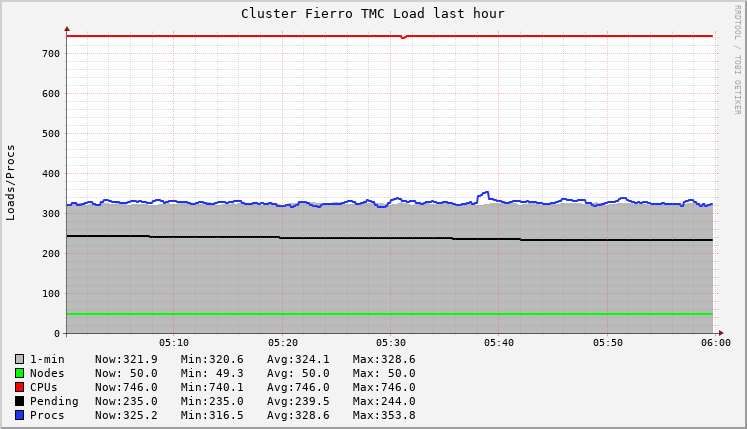 Cluster Fierro TMC Load last hour
RRDTOOL / TOBI OETIKER
Loads/Procs
700
600
500
400
300
200
100
0
05:10 05:20 05:30 05:40 05:50 06:00
1-min Now:321.9 Min:320.6 Avg:324.1 Max:328.6
Nodes Now: 50.0 Min: 49.3 Avg: 50.0 Max: 50.0
CPUs Now:746.0 Min:740.1 Avg:746.0 Max:746.0
Pending Now:235.0 Min:235.0 Avg:239.5 Max:244.0
Procs Now:325.2 Min:316.5 Avg:328.6 Max:353.8